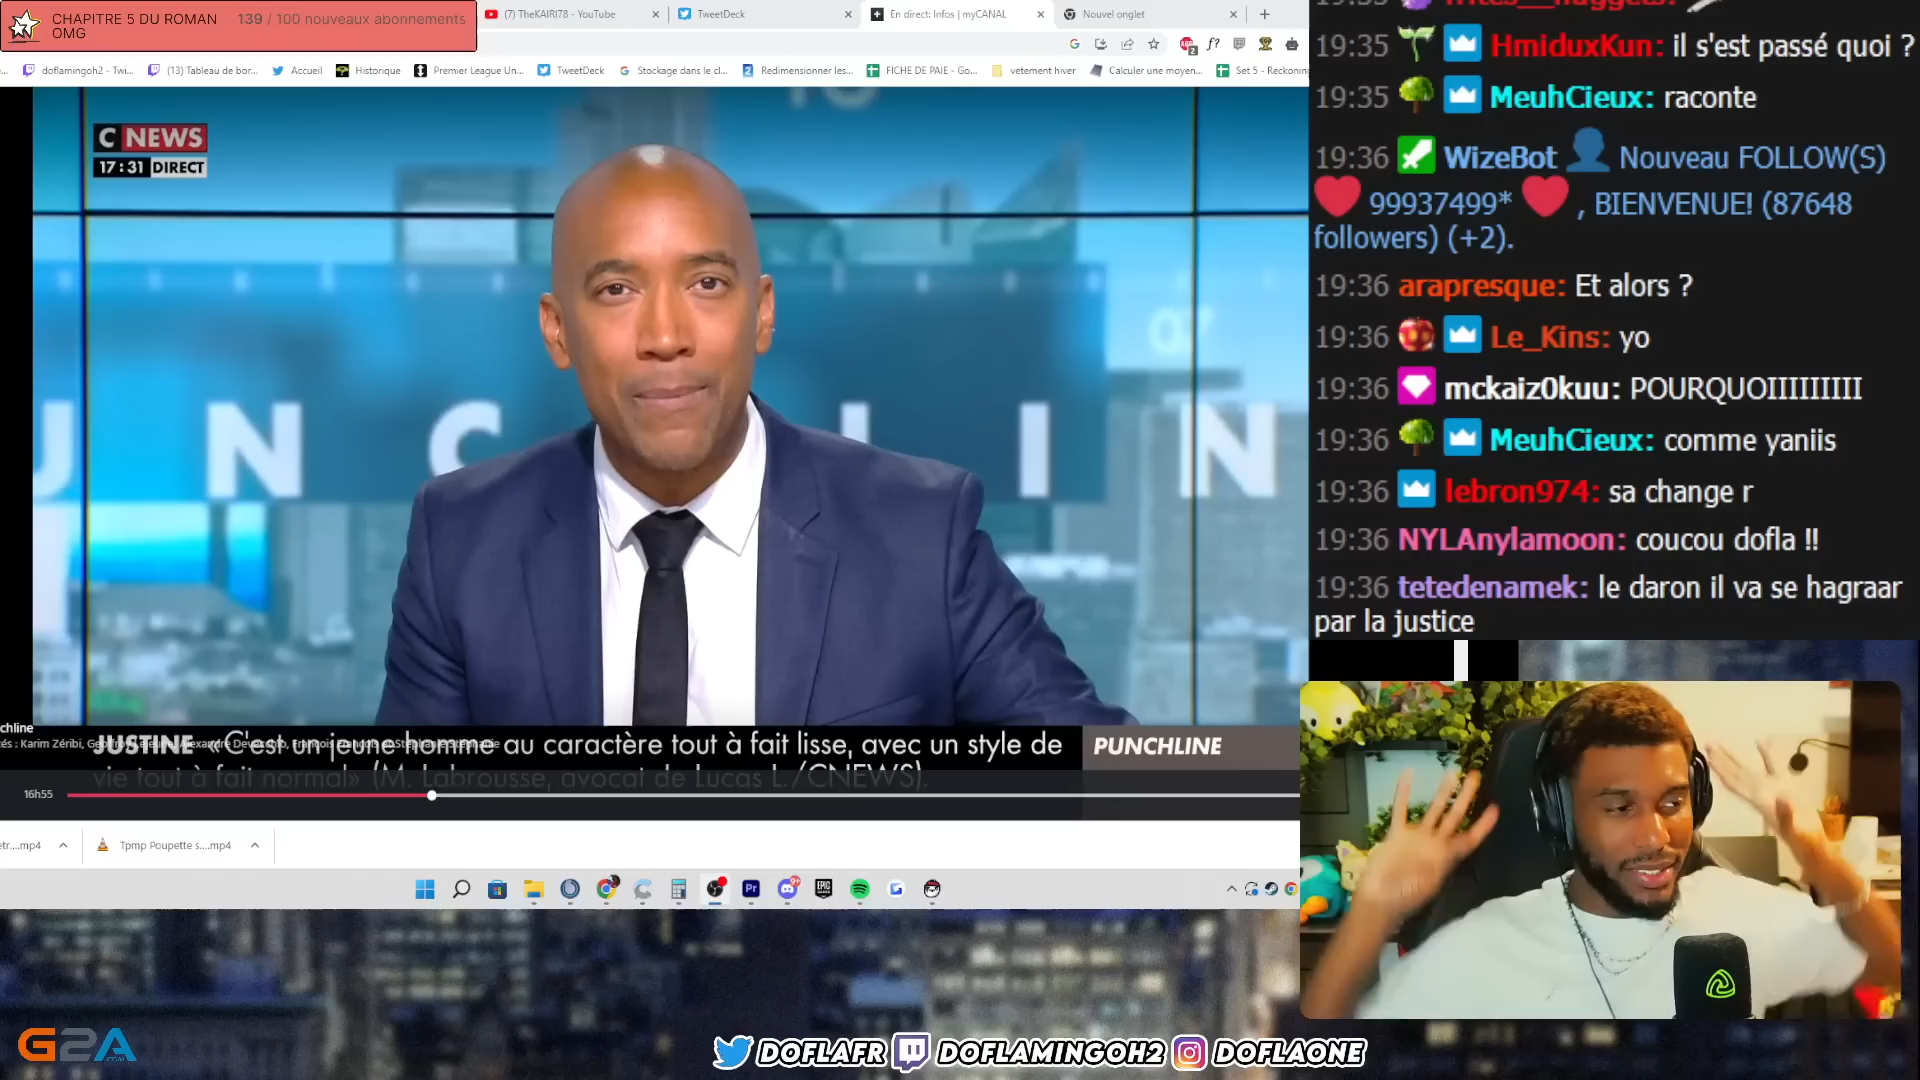 CHAPITRE 5 DU ROMAN
OMG
139 / 100 nouveaux abonnements
(7) TheKAIRI78 - YouTube
TweetDeck
En direct: Infos | myCANAL
Nouvel onglet
doflamingoh2 - Twi...
(13) Tableau de bor...
Accueil
Historique
Premier League Un...
TweetDeck
Stockage dans le cl...
Redimensionner les...
FICHE DE PAIE - Go...
vetement hiver
Calculer une moyen...
Set 5 - Reckoning
C NEWS
17:31 DIRECT
07
U N C L I N
chline
JUSTINE «C'est un jeune homme au caractère tout à fait lisse, avec un style de
vie tout à fait normal» (M. Labrousse, avocat de Lucas L./CNEWS).
PUNCHLINE
16h55
etr....mp4
Tpmp Poupette s....mp4
19:35 HmiduxKun: il s'est passé quoi ?
19:35 MeuhCieux: raconte
19:36 WizeBot Nouveau FOLLOW(S)
99937499* , BIENVENUE! (87648
followers) (+2).
19:36 arapresque: Et alors ?
19:36 Le_Kins: yo
19:36 mckaiz0kuu: POURQUOIIIIIIIII
19:36 MeuhCieux: comme yaniis
19:36 lebron974: sa change r
19:36 NYLAnylamoon: coucou dofla !!
19:36 tetedenamek: le daron il va se hagraar
par la justice
G2A
.COM
DOFLAFR DOFLAMINGOH2 DOFLAONE